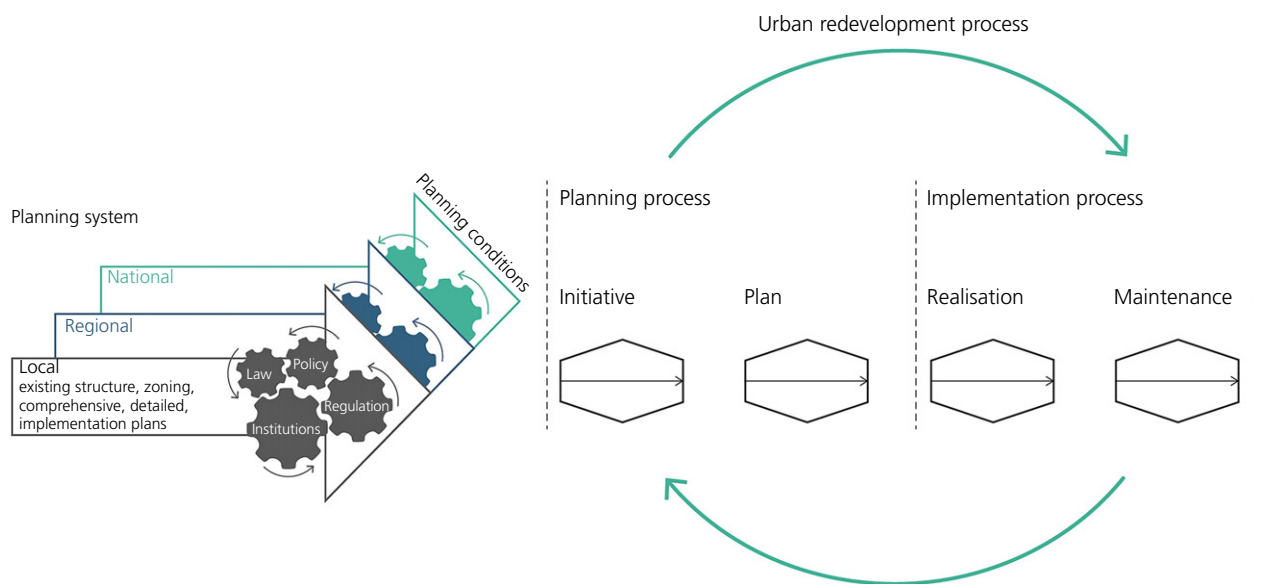 Urban redevelopment process
Planning system
Planning conditions
Planning process
Implementation process
National
Regional
Local
existing structure, zoning,
comprehensive, detailed,
implementation plans
Law
Policy
Regulation
Institutions
Initiative
Plan
Realisation
Maintenance